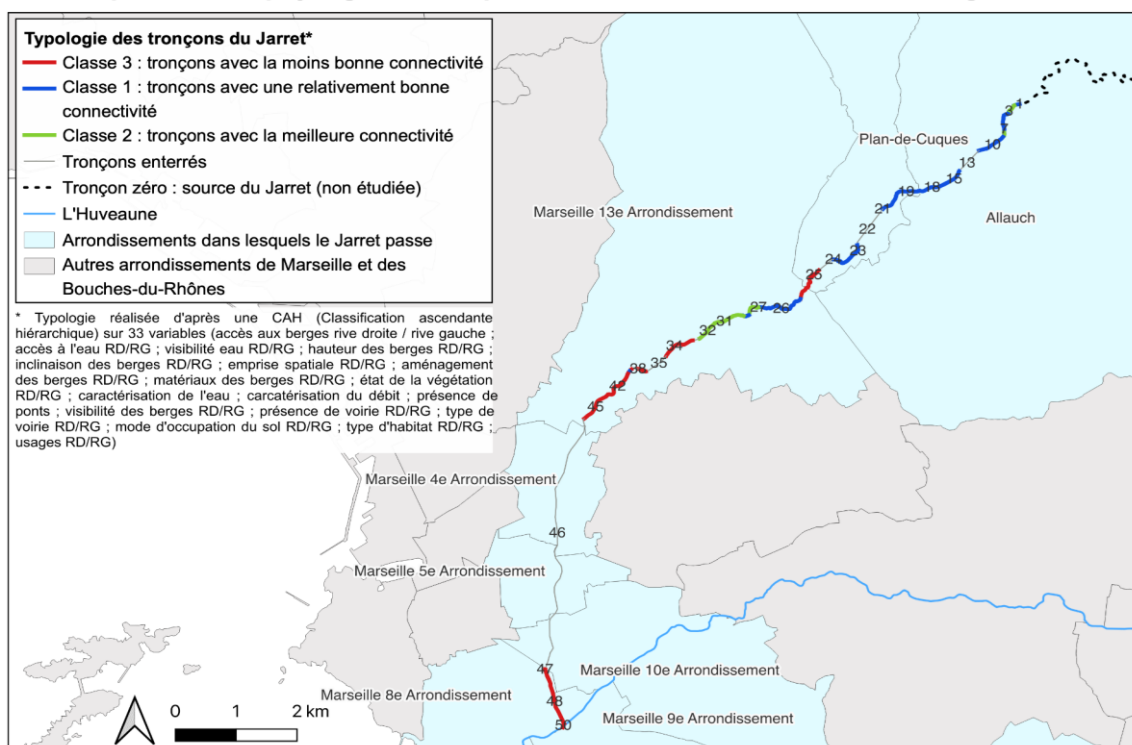 Typologie des tronçons du Jarret*
Classe 3 : tronçons avec la moins bonne connectivité
Classe 1 : tronçons avec une relativement bonne
connectivité
Classe 2 : tronçons avec la meilleure connectivité
Tronçons enterrés
Tronçon zéro : source du Jarret (non étudiée)
L'Huveaune
Arrondissements dans lesquels le Jarret passe
Autres arrondissements de Marseille et des
Bouches-du-Rhônes
* Typologie réalisée d'après une CAH (Classification ascendante
hiérarchique) sur 33 variables (accès aux berges rive droite / rive gauche ;
accès à l'eau RD/RG ; visibilité eau RD/RG ; hauteur des berges RD/RG ;
inclinaison des berges RD/RG ; emprise spatiale RD/RG ; aménagement
des berges RD/RG ; matériaux des berges RD/RG ; état de la végétation
RD/RG ; caractérisation de l'eau ; carcatérisation du débit ; présence de
ponts ; visibilité des berges RD/RG ; présence de voirie RD/RG ; type de
voirie RD/RG ; mode d'occupation du sol RD/RG ; type d'habitat RD/RG ;
usages RD/RG)
1
3
7
10
Plan-de-Cuques
13
15
18
21
Marseille 13e Arrondissement
Allauch
22
23
24
25
27
26
31
32
34
35
38
42
45
Marseille 4e Arrondissement
46
Marseille 5e Arrondissement
47
Marseille 10e Arrondissement
Marseille 8e Arrondissement
48
Marseille 9e Arrondissement
50
0 1 2 km